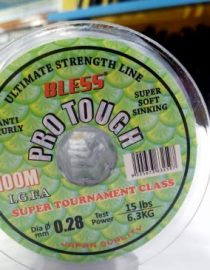 ULTIMATE STRENGTH LINE
BLESS
PRO TOUGH
ANTI
CURLY
SUPER
SOFT
SINKING
100M
I.G.F.A
SUPER TOURNAMENT CLASS
Dia Ø
mm
0.28
Test
Power
15 lbs
6.3KG
JAPAN QUALITY